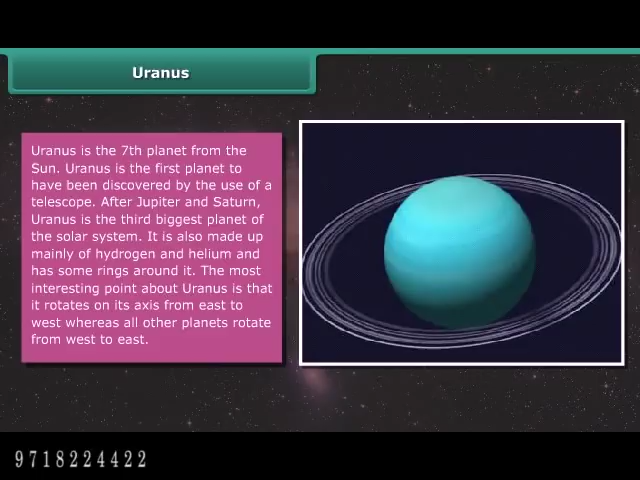 Uranus
Uranus is the 7th planet from the
Sun. Uranus is the first planet to
have been discovered by the use of a
telescope. After Jupiter and Saturn,
Uranus is the third biggest planet of
the solar system. It is also made up
mainly of hydrogen and helium and
has some rings around it. The most
interesting point about Uranus is that
it rotates on its axis from east to
west whereas all other planets rotate
from west to east.
9718224422